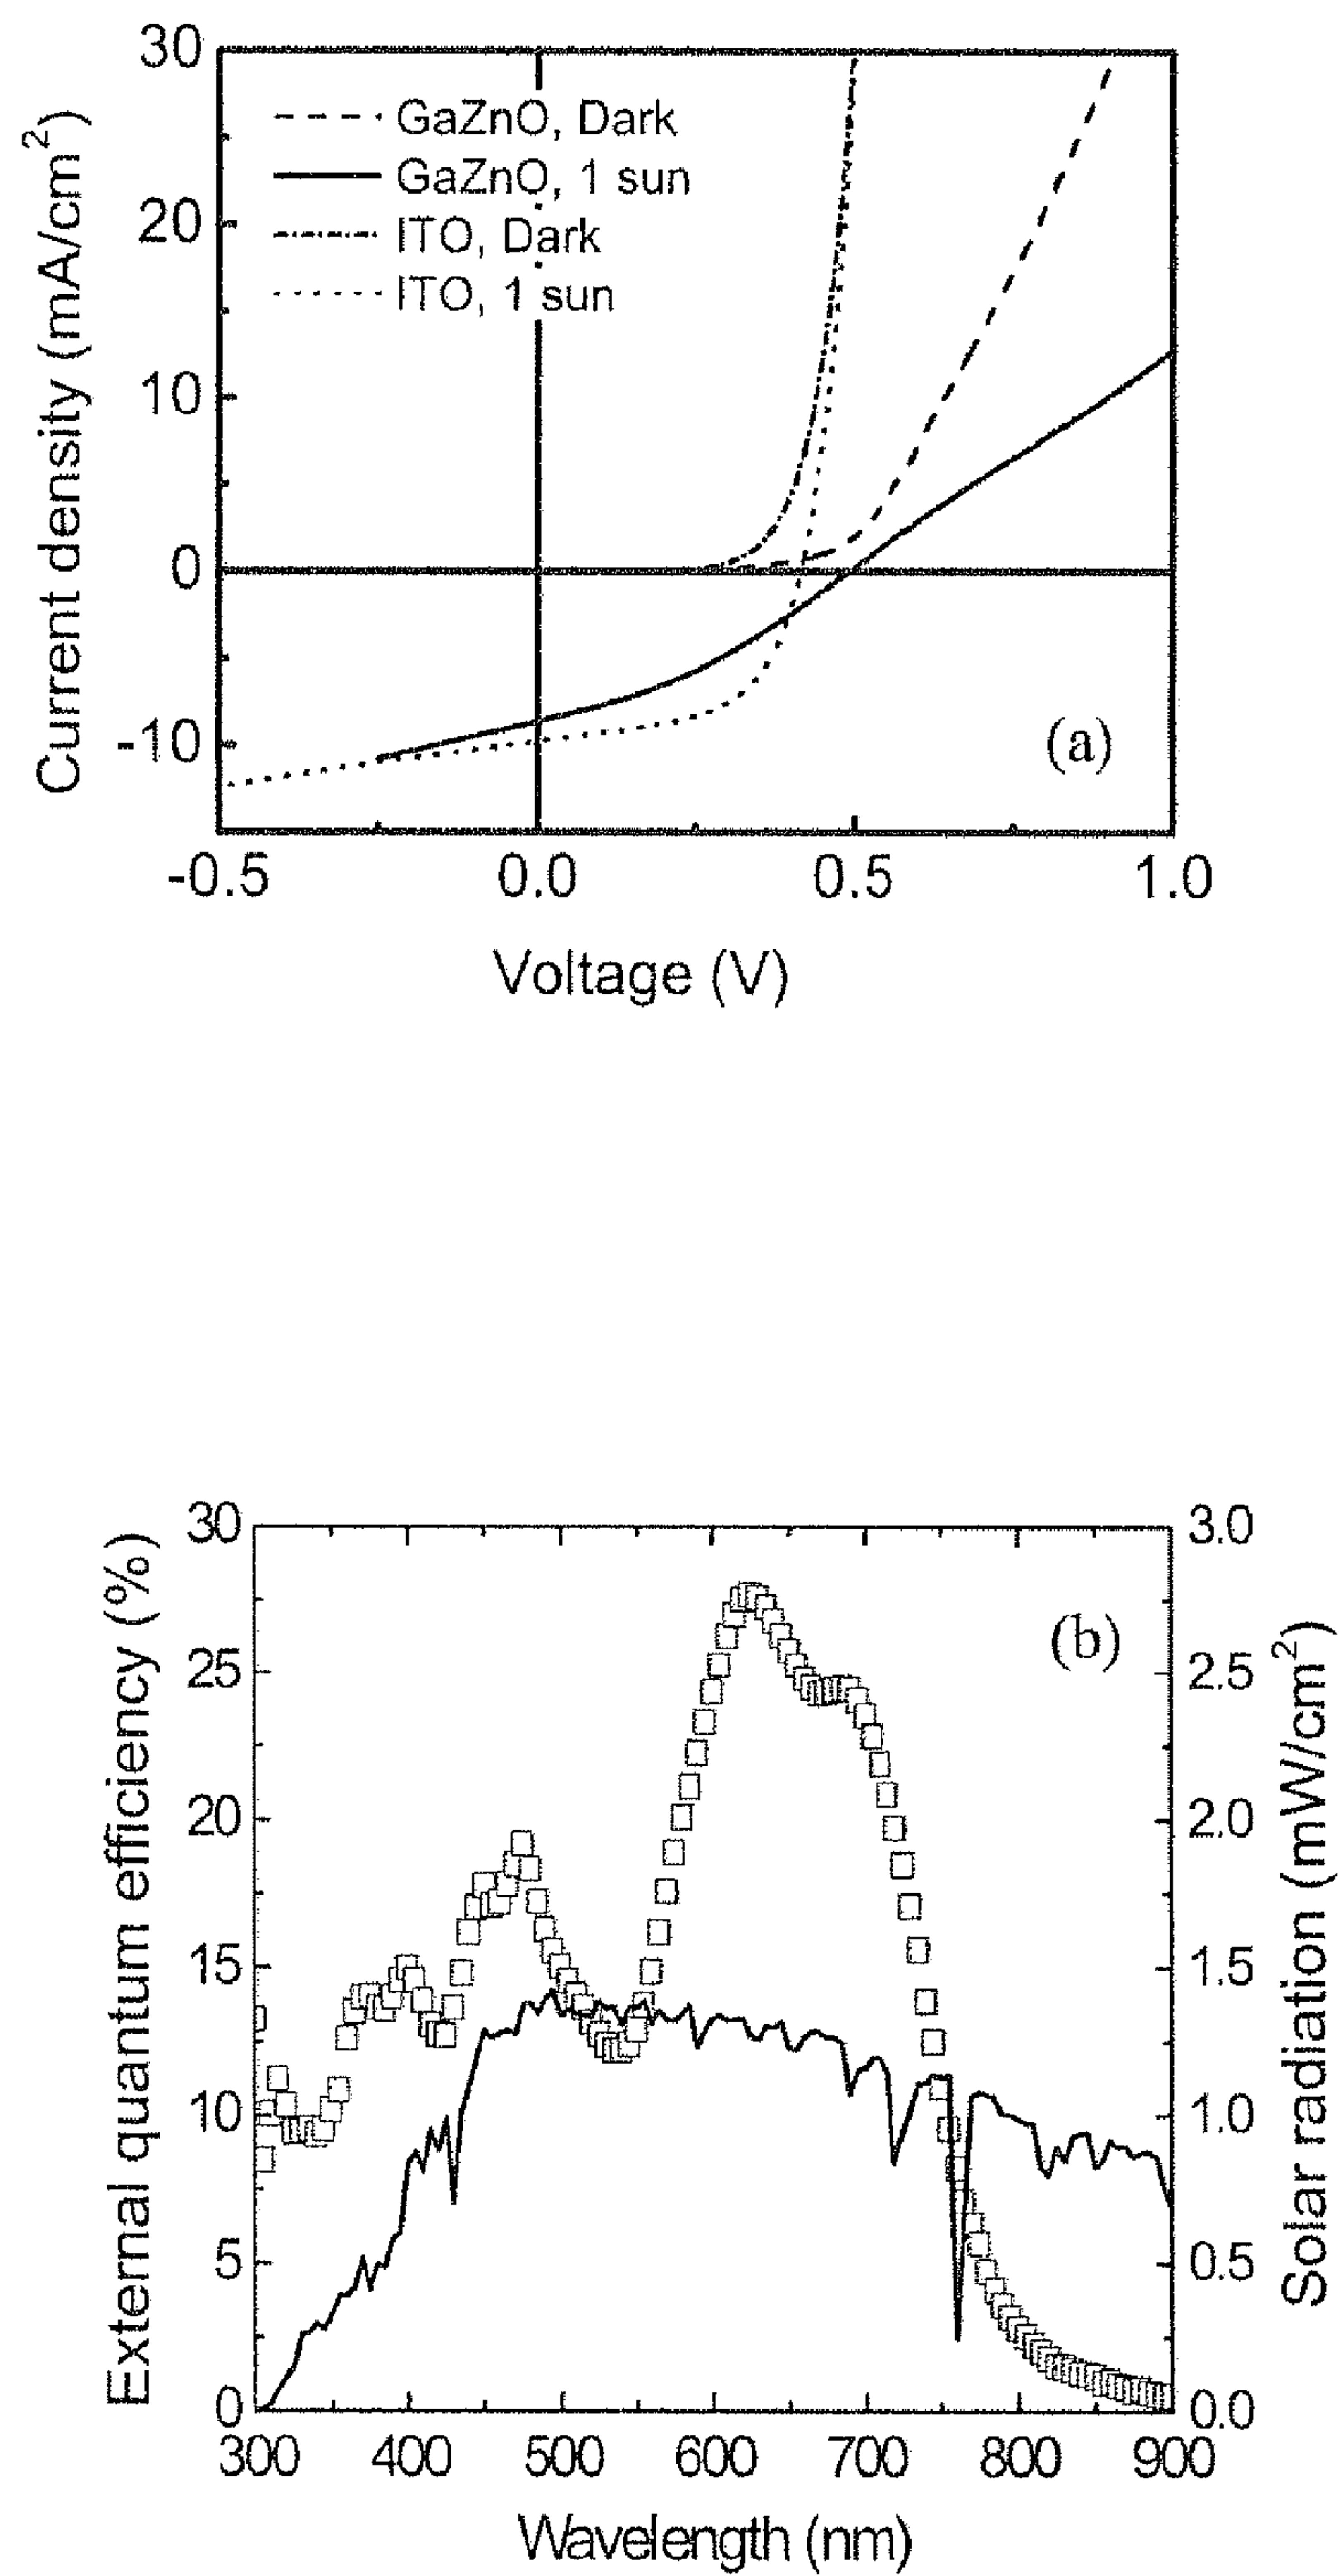 30
20
10
0
-10
Current density (mA/cm²)
GaZnO, Dark
GaZnO, 1 sun
ITO, Dark
ITO, 1 sun
(a)
-0.5 0.0 0.5 1.0
Voltage (V)
30
25
20
15
10
5
0
External quantum efficiency (%)
(b)
3.0
2.5
2.0
1.5
1.0
0.5
0.0
Solar radiation (mW/cm²)
300 400 500 600 700 800 900
Wavelength (nm)